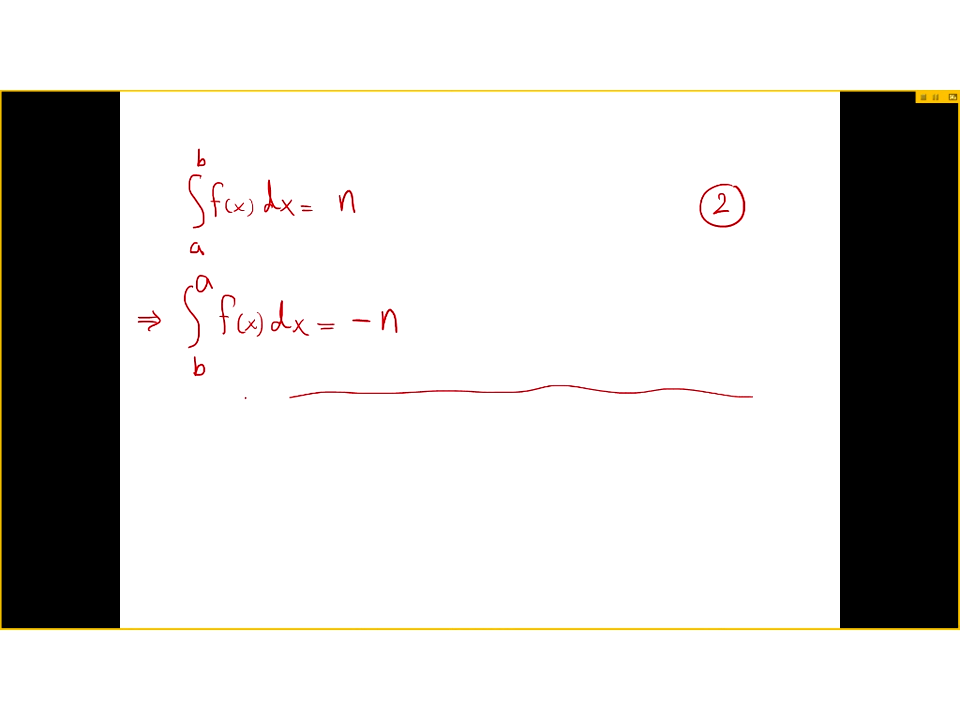 ∫_a^b f(x) dx = n
②
⇒ ∫_b^a f(x) dx = -n